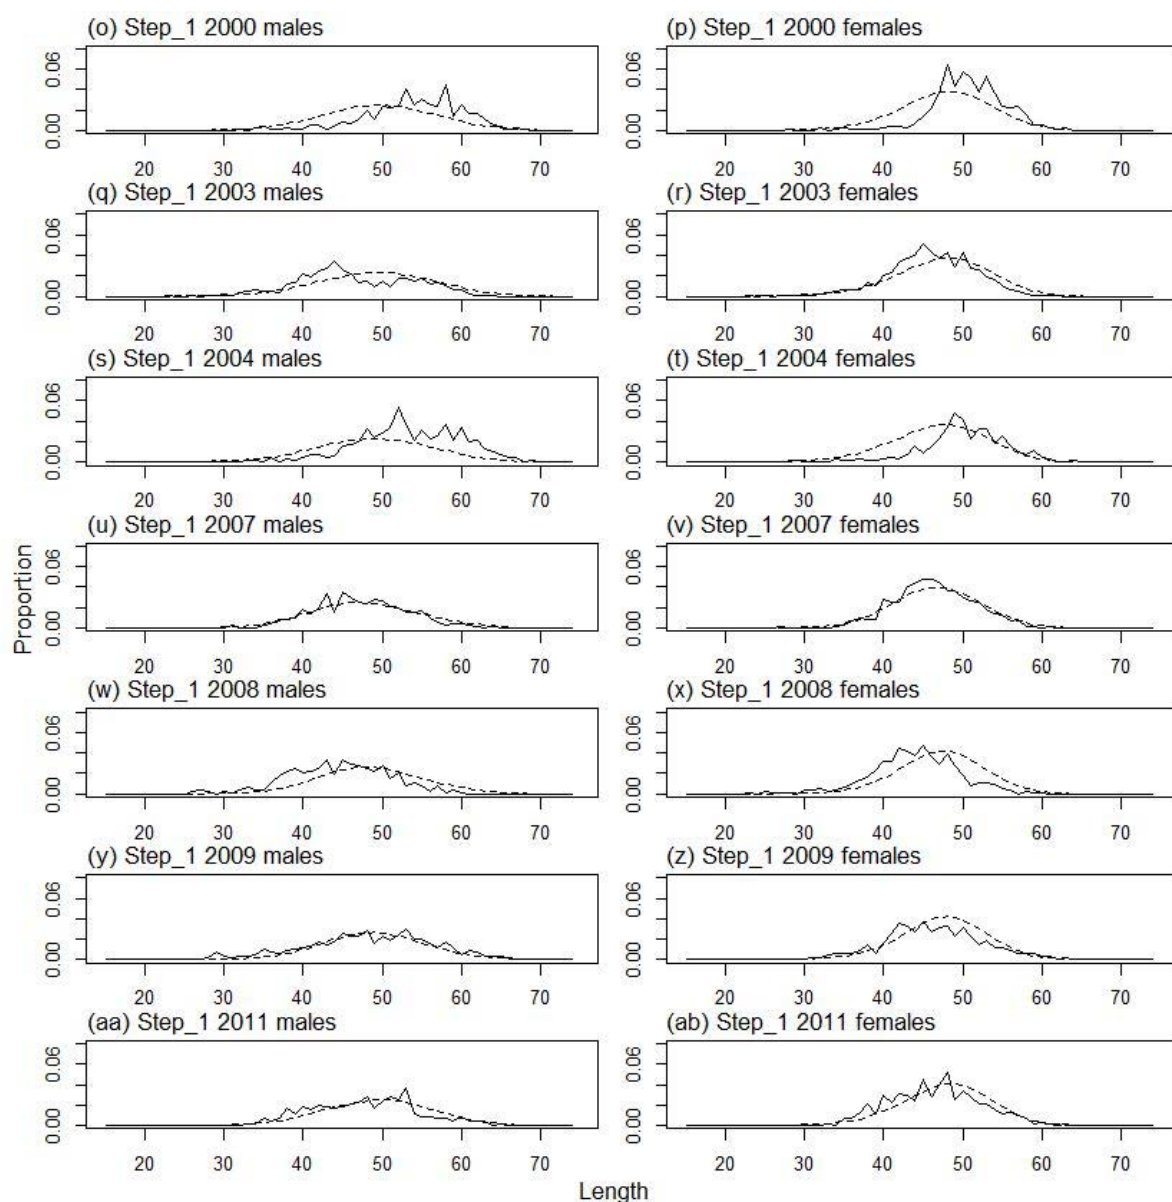 (o) Step_1 2000 males (p) Step_1 2000 females
0.00 0.06 0.00 0.06
20 30 40 50 60 70 20 30 40 50 60 70
(q) Step_1 2003 males (r) Step_1 2003 females
0.00 0.06 0.00 0.06
20 30 40 50 60 70 20 30 40 50 60 70
(s) Step_1 2004 males (t) Step_1 2004 females
0.00 0.06 0.00 0.06
20 30 40 50 60 70 20 30 40 50 60 70
(u) Step_1 2007 males (v) Step_1 2007 females
Proportion
0.00 0.06 0.00 0.06
20 30 40 50 60 70 20 30 40 50 60 70
(w) Step_1 2008 males (x) Step_1 2008 females
0.00 0.06 0.00 0.06
20 30 40 50 60 70 20 30 40 50 60 70
(y) Step_1 2009 males (z) Step_1 2009 females
0.00 0.06 0.00 0.06
20 30 40 50 60 70 20 30 40 50 60 70
(aa) Step_1 2011 males (ab) Step_1 2011 females
0.00 0.06 0.00 0.06
20 30 40 50 60 70 20 30 40 50 60 70
Length